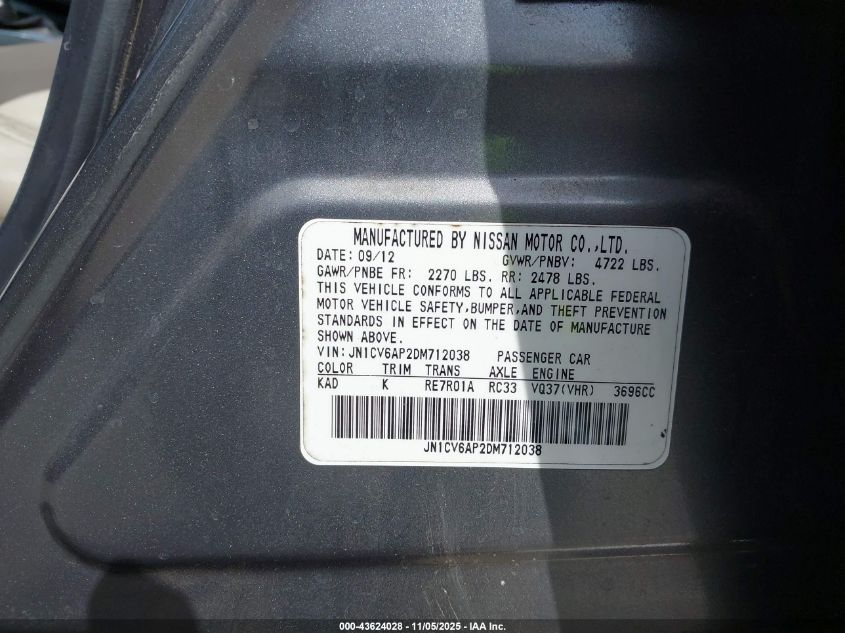 MANUFACTURED BY NISSAN MOTOR CO.,LTD.
DATE: 09/12 GVWR/PNBV: 4722 LBS.
GAWR/PNBE FR: 2270 LBS. RR: 2478 LBS.
THIS VEHICLE CONFORMS TO ALL APPLICABLE FEDERAL
MOTOR VEHICLE SAFETY,BUMPER,AND THEFT PREVENTION
STANDARDS IN EFFECT ON THE DATE OF MANUFACTURE
SHOWN ABOVE.
VIN:JN1CV6AP2DM712038 PASSENGER CAR
COLOR TRIM TRANS AXLE ENGINE
KAD K RE7R01A RC33 VQ37(VHR) 3696CC
JN1CV6AP2DM712038
000-43624028 - 11/05/2025 - IAA Inc.